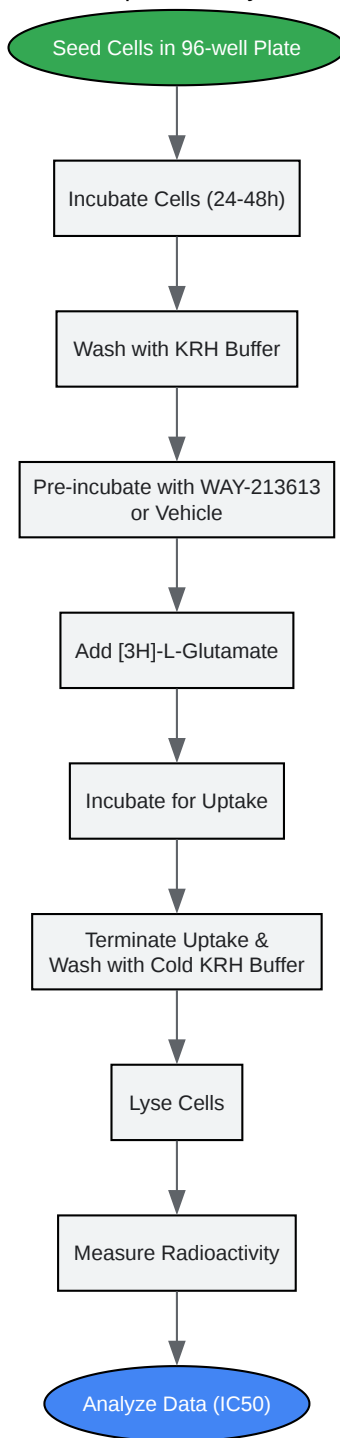 Seed Cells in 96-well Plate
Incubate Cells (24-48h)
Wash with KRH Buffer
Pre-incubate with WAY-213613
or Vehicle
Add [3H]-L-Glutamate
Incubate for Uptake
Terminate Uptake &
Wash with Cold KRH Buffer
Lyse Cells
Measure Radioactivity
Analyze Data (IC50)